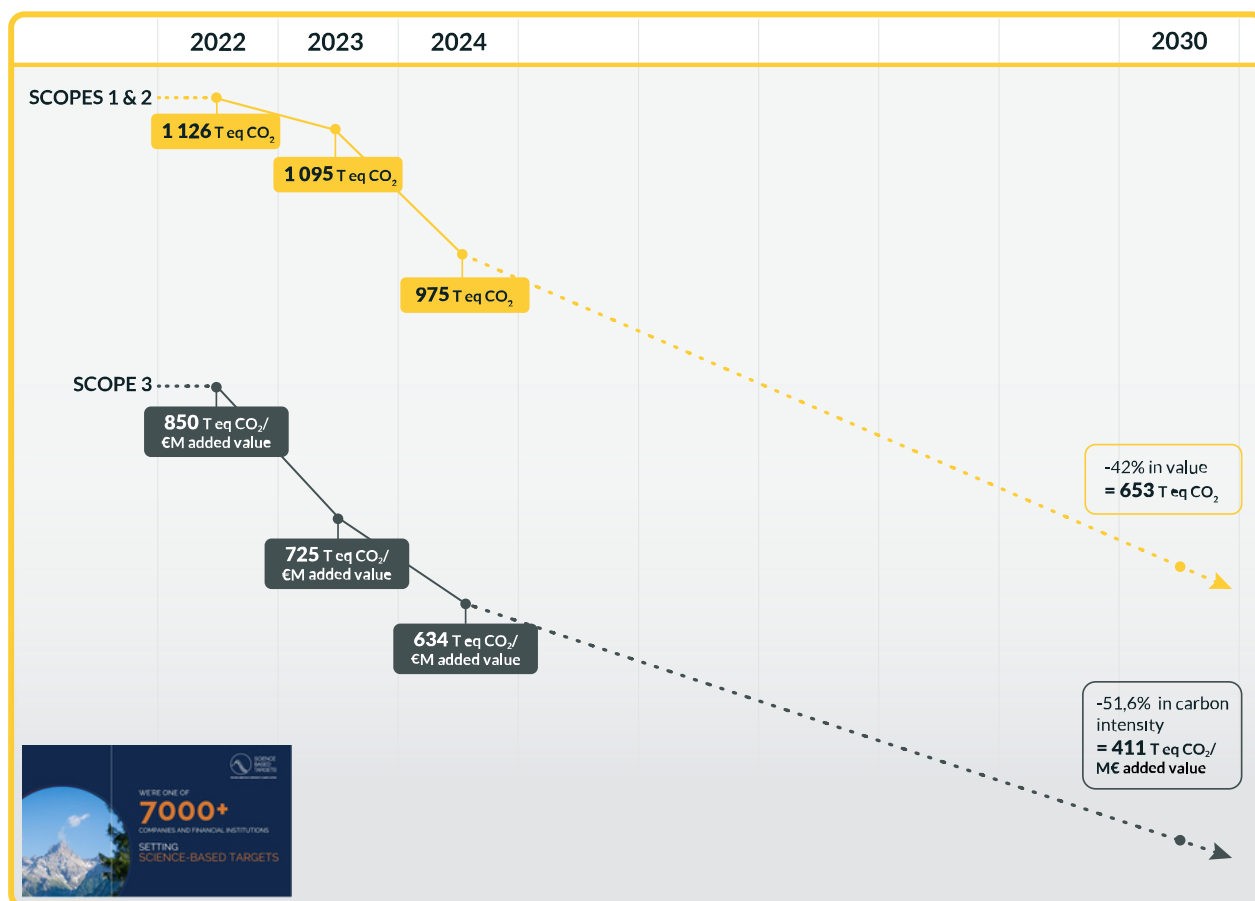 2022 2023 2024 2030
SCOPES 1 & 2
1 126 T eq CO₂
1 095 T eq CO₂
975 T eq CO₂
SCOPE 3
850 T eq CO₂/
€M added value
725 T eq CO₂/
€M added value
634 T eq CO₂/
€M added value
-42% in value
= 653 T eq CO₂
-51,6% in carbon
intensity
= 411 T eq CO₂/
M€ added value
SCIENCE
BASED
TARGETS
WE'RE ONE OF
7000+
COMPANIES AND FINANCIAL INSTITUTIONS
SETTING
SCIENCE-BASED TARGETS